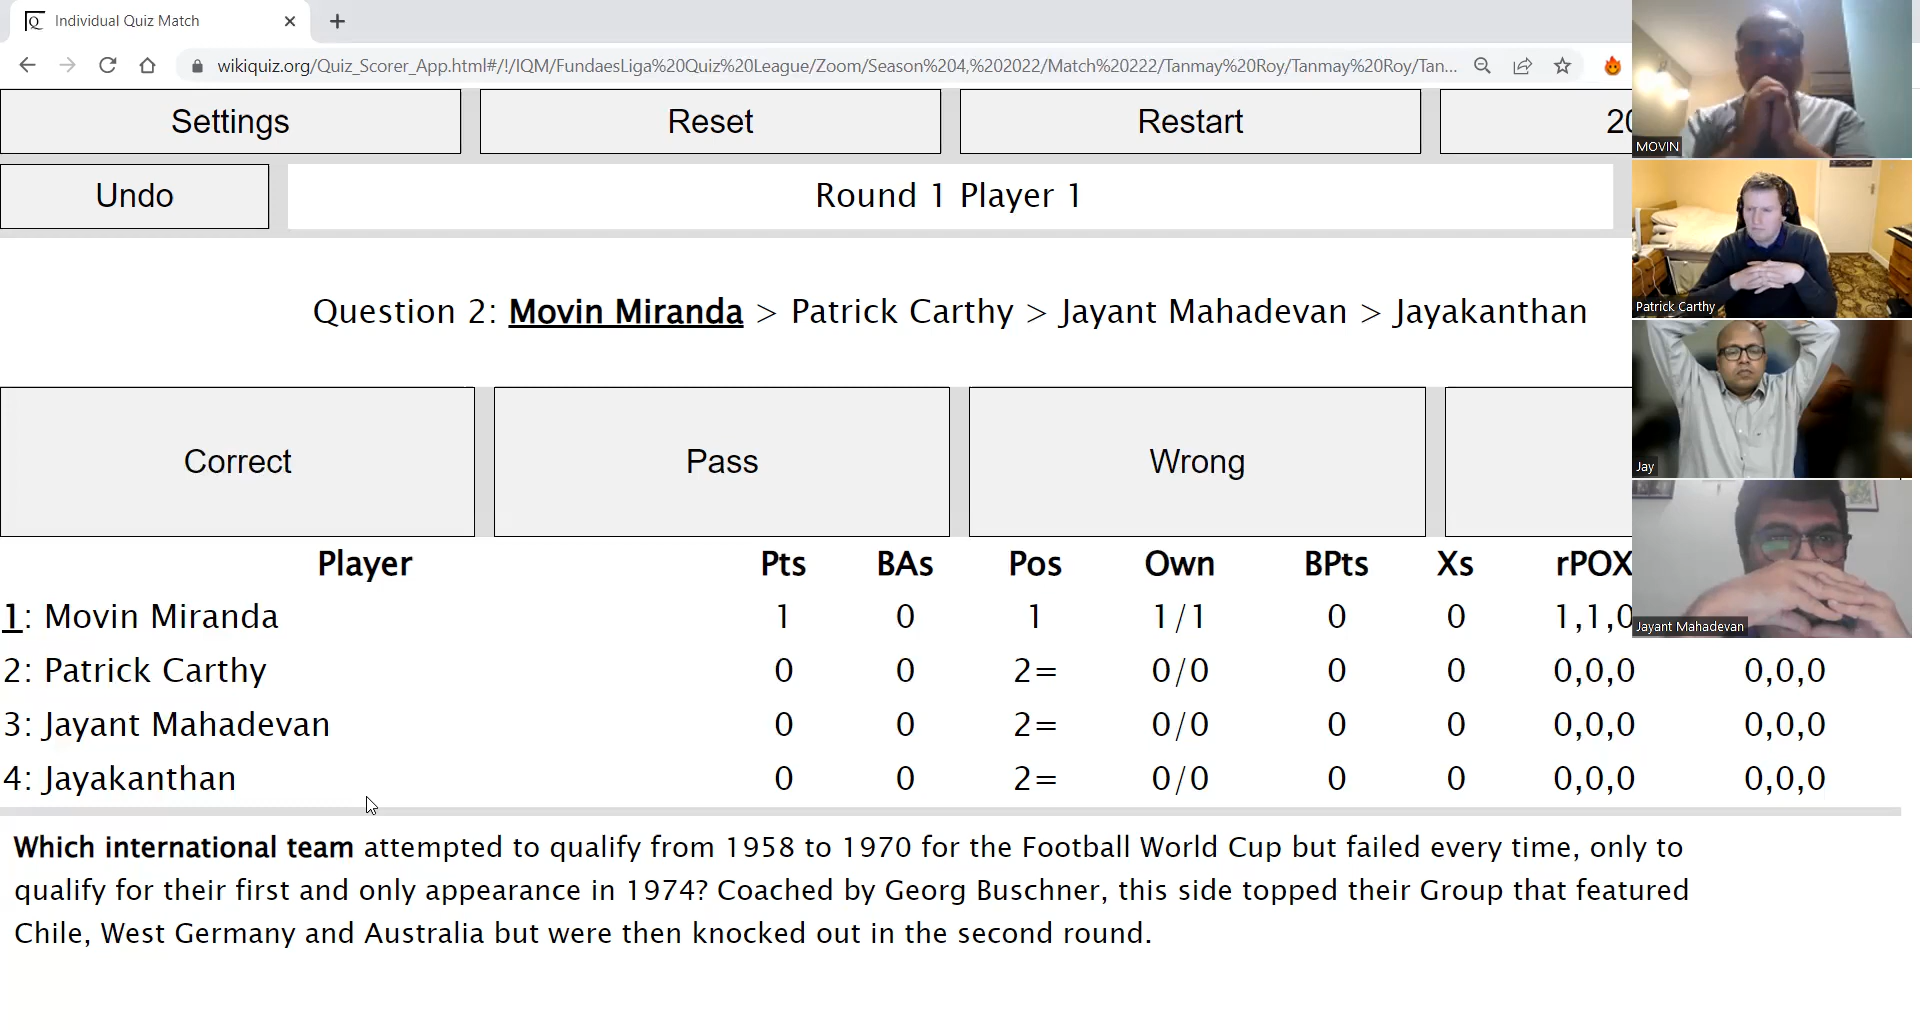 Individual Quiz Match
wikiquiz.org/Quiz_Scorer_App.html#/!/IQM/FundaesLiga%20Quiz%20League/Zoom/Season%204,%202022/Match%20222/Tanmay%20Roy/Tanmay%20Roy/Tan...
Settings Reset Restart 20
Undo Round 1 Player 1
Question 2: Movin Miranda > Patrick Carthy > Jayant Mahadevan > Jayakanthan
Correct Pass Wrong
Player Pts BAs Pos Own BPts Xs rPOX
1: Movin Miranda 1 0 1 1/1 0 0 1,1,0
2: Patrick Carthy 0 0 2= 0/0 0 0 0,0,0 0,0,0
3: Jayant Mahadevan 0 0 2= 0/0 0 0 0,0,0 0,0,0
4: Jayakanthan 0 0 2= 0/0 0 0 0,0,0 0,0,0
Which international team attempted to qualify from 1958 to 1970 for the Football World Cup but failed every time, only to
qualify for their first and only appearance in 1974? Coached by Georg Buschner, this side topped their Group that featured
Chile, West Germany and Australia but were then knocked out in the second round.
MOVIN
Patrick Carthy
Jay
Jayant Mahadevan